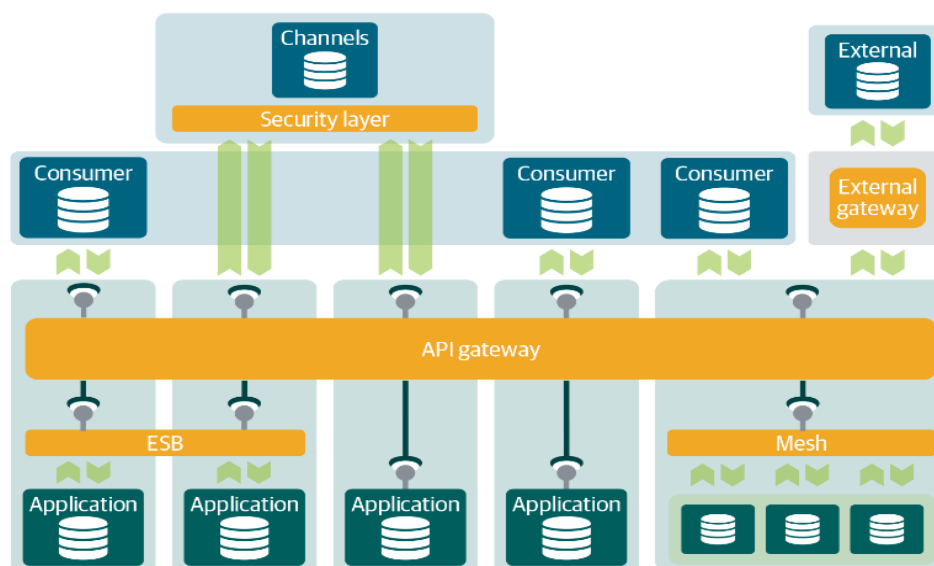 Channels
External
Security layer
Consumer
Consumer
Consumer
External
gateway
API gateway
ESB
Mesh
Application
Application
Application
Application